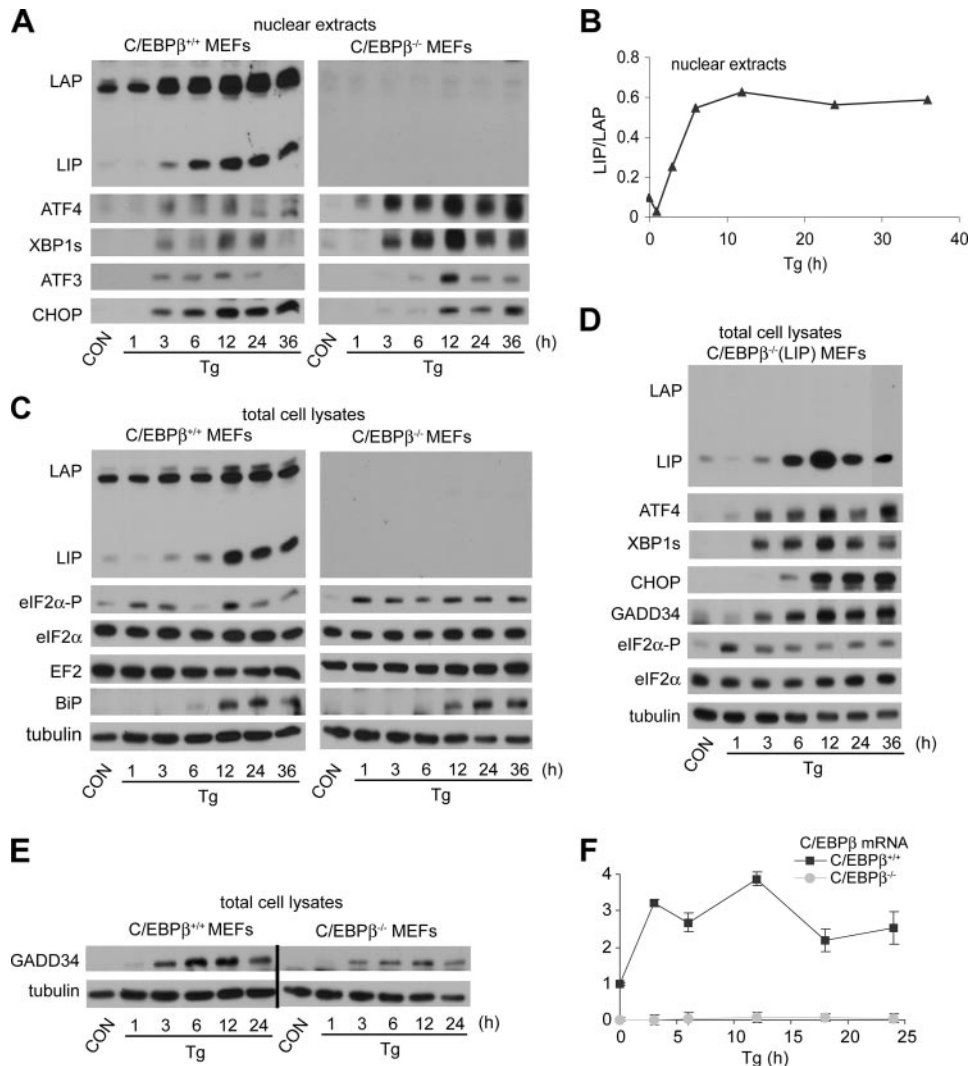 A
nuclear extracts
C/EBPβ+/+ MEFs
C/EBPβ-/- MEFs
LAP
LIP
ATF4
XBP1s
ATF3
CHOP
CON 1 3 6 12 24 36 CON 1 3 6 12 24 36 (h)
Tg Tg
B
nuclear extracts
LIP/LAP
0.8
0.6
0.4
0.2
0
0 10 20 30 40
Tg (h)
C
total cell lysates
C/EBPβ+/+ MEFs
C/EBPβ-/- MEFs
LAP
LIP
eIF2α-P
eIF2α
EF2
BiP
tubulin
CON 1 3 6 12 24 36 CON 1 3 6 12 24 36 (h)
Tg Tg
D
total cell lysates
C/EBPβ-/-(LIP) MEFs
LAP
LIP
ATF4
XBP1s
CHOP
GADD34
eIF2α-P
eIF2α
tubulin
CON 1 3 6 12 24 36 (h)
Tg
E
total cell lysates
C/EBPβ+/+ MEFs
C/EBPβ-/- MEFs
GADD34
tubulin
CON 1 3 6 12 24 CON 1 3 6 12 24 (h)
Tg Tg
F
C/EBPβ mRNA
C/EBPβ+/+
C/EBPβ-/-
4
3
2
1
0
0 5 10 15 20 25
Tg (h)